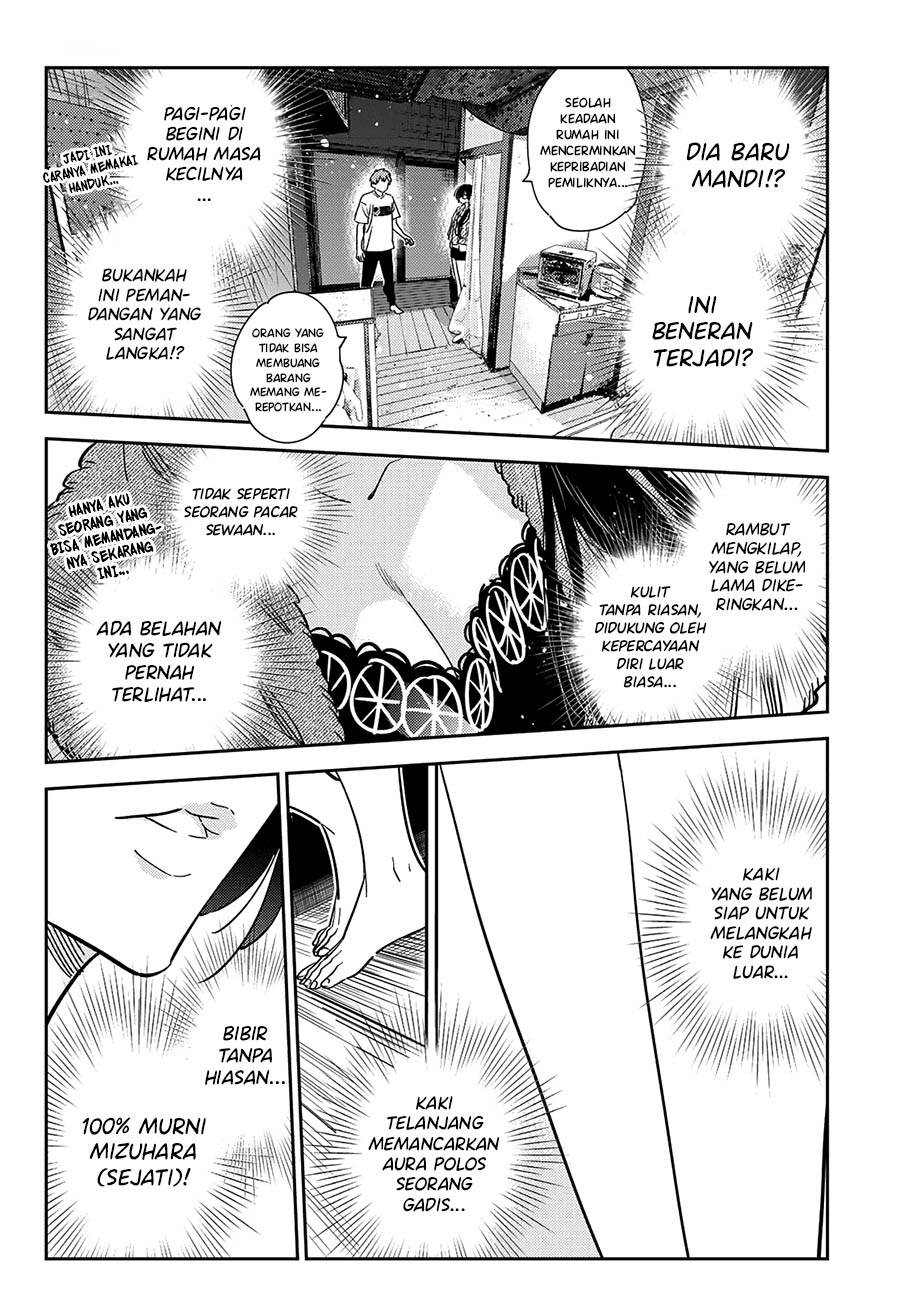 DIA BARU
MANDI!?
INI
BENERAN
TERJADI?
SEOLAH
KEADAAN
RUMAH INI
MENCERMINKAN
KEPRIBADIAN
PEMILIKNYA...
ORANG YANG
TIDAK BISA
MEMBUANG
BARANG
MEMANG ME-
REPOTKAN...
PAGI-PAGI
BEGINI DI
RUMAH MASA
KECILNYA
...
JADI INI
CARANYA MEMAKAI
HANDUK...
BUKANKAH
INI PEMAN-
DANGAN YANG
SANGAT
LANGKA!?
RAMBUT
MENGKILAP,
YANG BELUM
LAMA DIKE-
RINGKAN...
KULIT
TANPA RIASAN,
DIDUKUNG OLEH
KEPERCAYAAN
DIRI LUAR
BIASA...
TIDAK SEPERTI
SEORANG PACAR
SEWAAN...
HANYA AKU
SEORANG YANG
BISA MEMANDANG-
NYA SEKARANG
INI...
ADA BELAHAN
YANG TIDAK
PERNAH
TERLIHAT...
KAKI
YANG BELUM
SIAP UNTUK
MELANGKAH
KE DUNIA
LUAR...
KAKI
TELANJANG
MEMANCARKAN
AURA POLOS
SEORANG
GADIS...
BIBIR
TANPA
HIASAN...
100% MURNI
MIZUHARA
(SEJATI)!